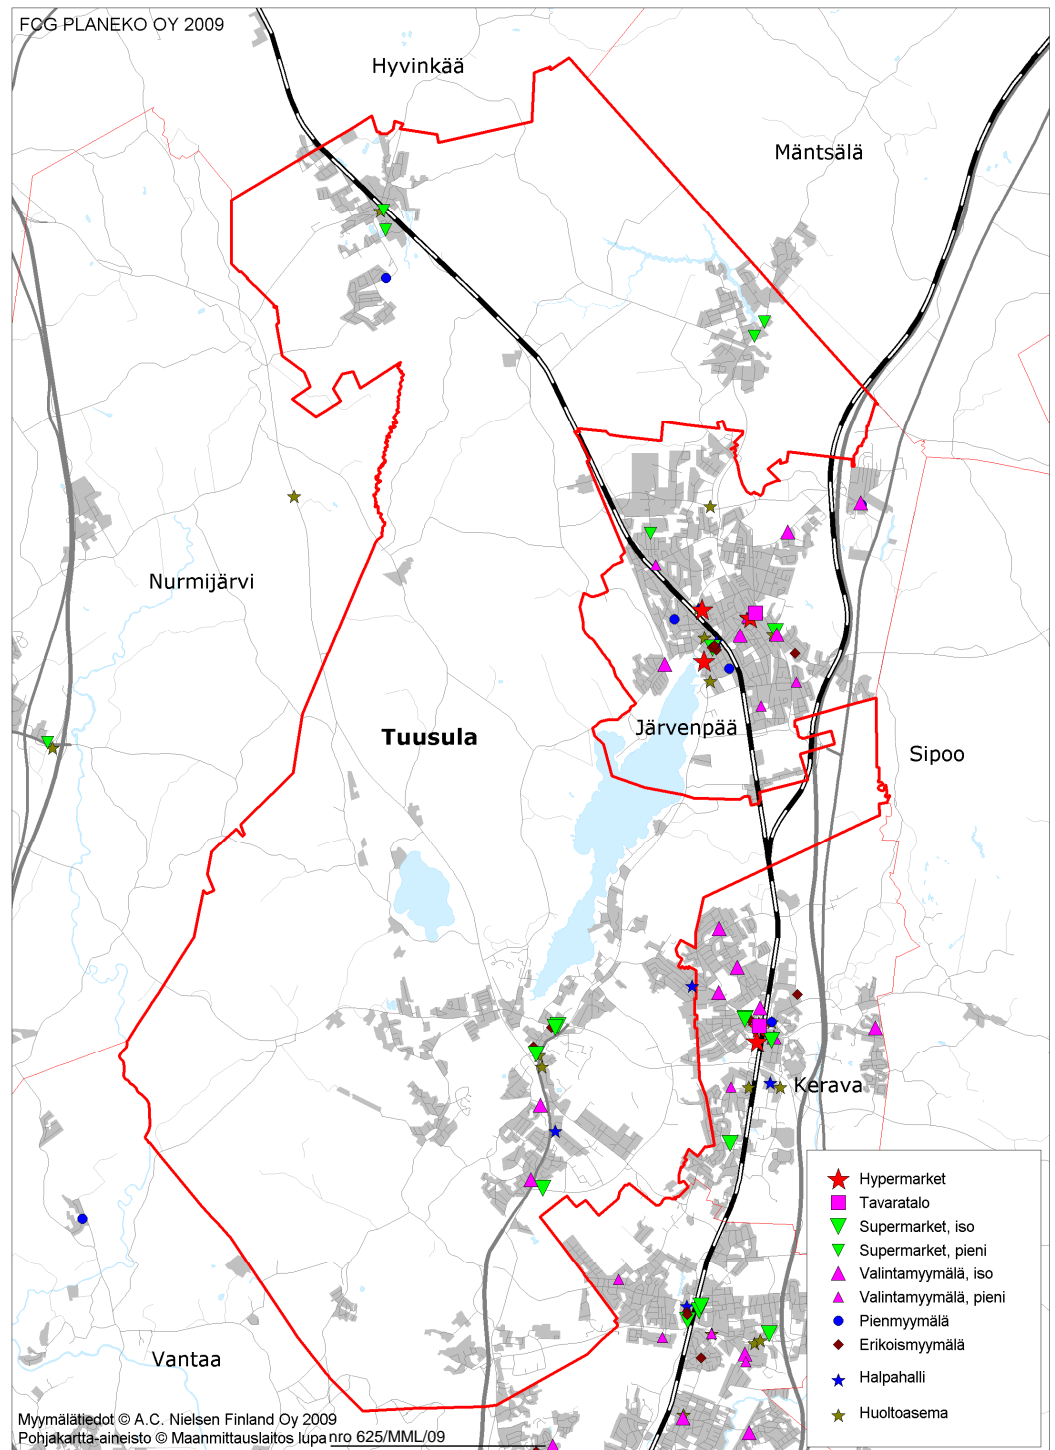 FCG PLANEKO OY 2009
Hyvinkää
Mäntsälä
Nurmijärvi
Tuusula
Järvenpää
Sipoo
Kerava
Vantaa
Hypermarket
Tavaratalo
Supermarket, iso
Supermarket, pieni
Valintamyymälä, iso
Valintamyymälä, pieni
Pienmyymälä
Erikoismyymälä
Halpahalli
Huoltoasema
Myymälätiedot © A.C. Nielsen Finland Oy 2009
Pohjakartta-aineisto © Maanmittauslaitos lupa nro 625/MML/09